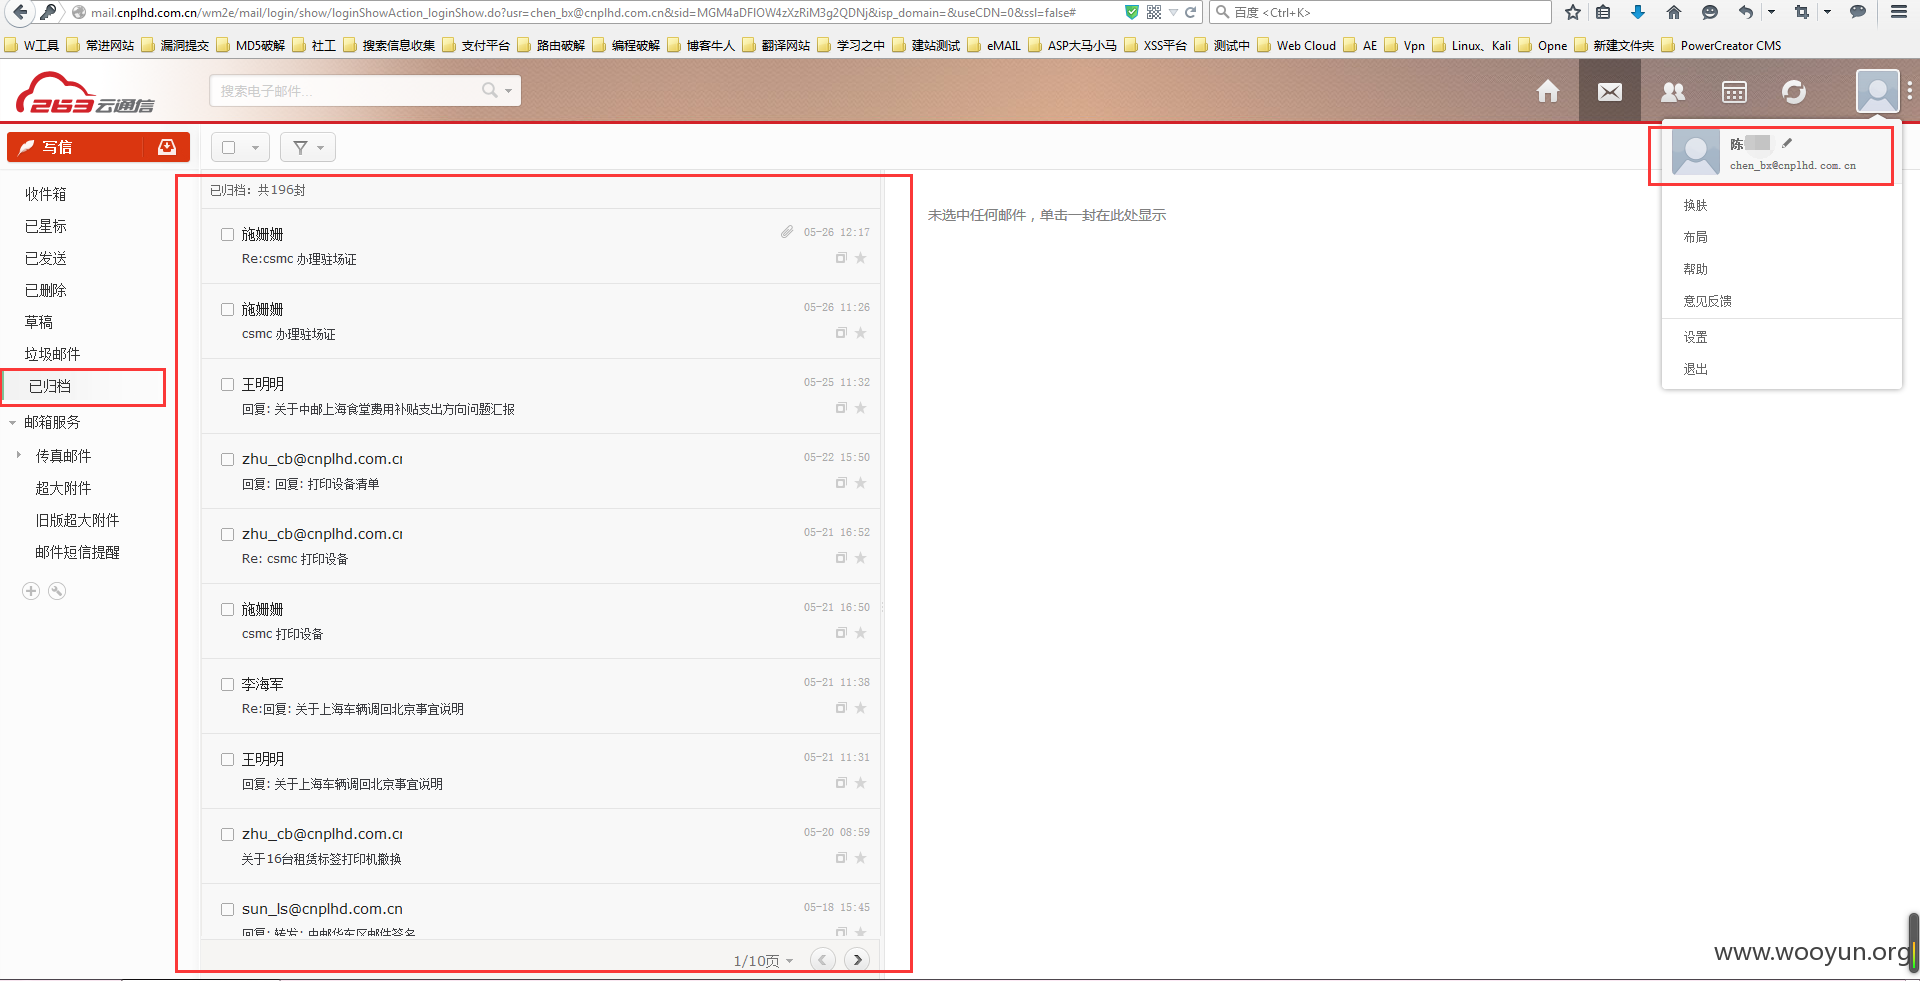 mail.cnplhd.com.cn/wm2e/mail/login/show/loginShowAction_loginShow.do?usr=chen_bx@cnplhd.com.cn&sid=MGM4aDFIOW4zXzRiM3g2QDNj&isp_domain=&useCDN=0&ssl=false#
百度 <Ctrl+K>
W工具 常进网站 漏洞提交 MD5破解 社工 搜索信息收集 支付平台 路由破解 编程破解 博客牛人 翻译网站 学习之中 建站测试 eMAIL ASP大马小马 XSS平台 测试中 Web Cloud AE Vpn Linux、Kali Opne 新建文件夹 PowerCreator CMS
263云通信
搜索电子邮件...
写信
收件箱
已星标
已发送
已删除
草稿
垃圾邮件
已归档
邮箱服务
传真邮件
超大附件
旧版超大附件
邮件短信提醒
已归档: 共196封
施姗姗 05-26 12:17
Re:csmc 办理驻场证
施姗姗 05-26 11:26
csmc 办理驻场证
王明明 05-25 11:32
回复: 关于中邮上海食堂费用补贴支出方向问题汇报
zhu_cb@cnplhd.com.cn 05-22 15:50
回复: 回复: 打印设备清单
zhu_cb@cnplhd.com.cn 05-21 16:52
Re: csmc 打印设备
施姗姗 05-21 16:50
csmc 打印设备
李海军 05-21 11:38
Re:回复: 关于上海车辆调回北京事宜说明
王明明 05-21 11:31
回复: 关于上海车辆调回北京事宜说明
zhu_cb@cnplhd.com.cn 05-20 08:59
关于16台租赁标签打印机撤换
sun_ls@cnplhd.com.cn 05-18 15:45
回复: 转发: 中邮华东区邮件签名
1/10页
未选中任何邮件，单击一封在此处显示
陈
chen_bx@cnplhd.com.cn
换肤
布局
帮助
意见反馈
设置
退出
www.wooyun.org